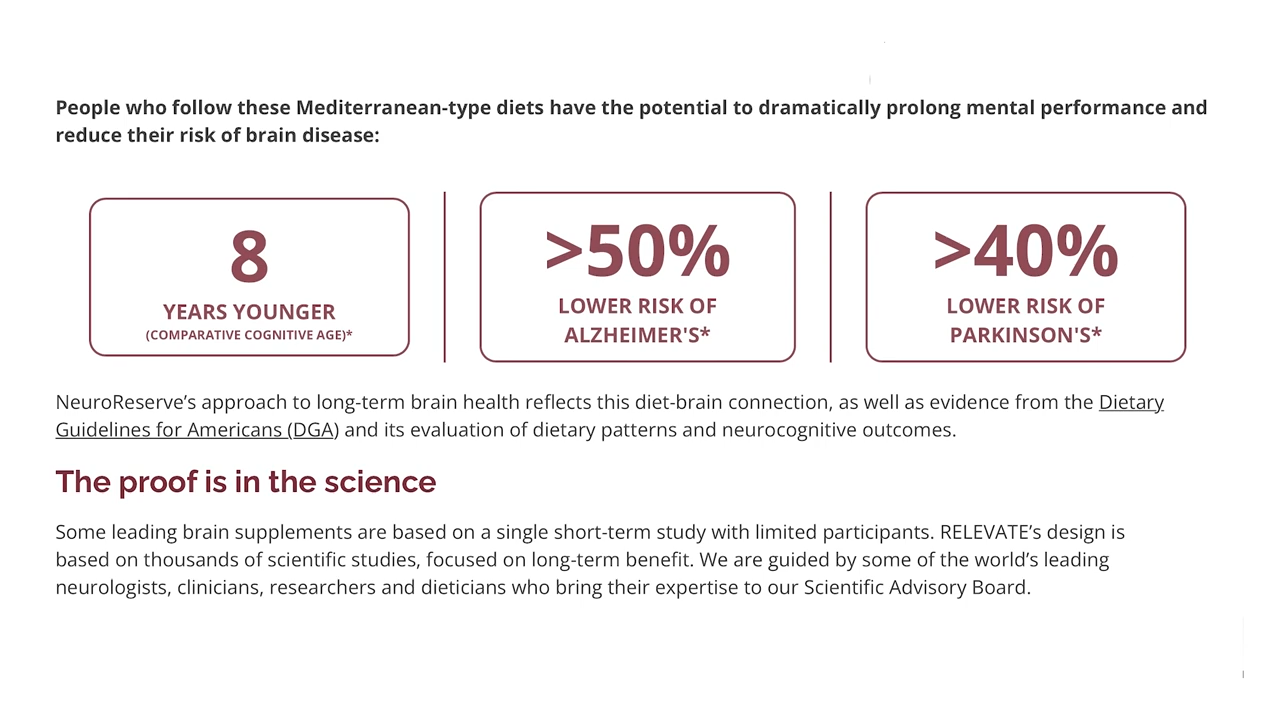 People who follow these Mediterranean-type diets have the potential to dramatically prolong mental performance and
reduce their risk of brain disease:
8
YEARS YOUNGER
(COMPARATIVE COGNITIVE AGE)*
>50%
LOWER RISK OF
ALZHEIMER'S*
>40%
LOWER RISK OF
PARKINSON'S*
NeuroReserve’s approach to long-term brain health reflects this diet-brain connection, as well as evidence from the Dietary
Guidelines for Americans (DGA) and its evaluation of dietary patterns and neurocognitive outcomes.
The proof is in the science
Some leading brain supplements are based on a single short-term study with limited participants. RELEVATE’s design is
based on thousands of scientific studies, focused on long-term benefit. We are guided by some of the world’s leading
neurologists, clinicians, researchers and dieticians who bring their expertise to our Scientific Advisory Board.